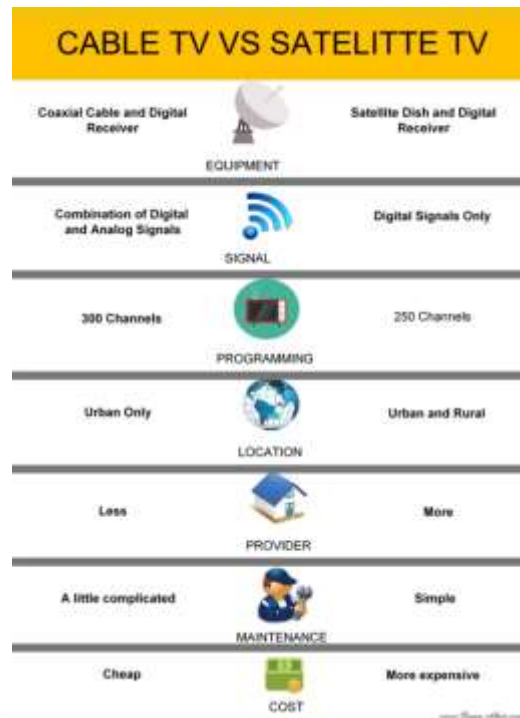 CABLE TV VS SATELITTE TV
Coaxial Cable and Digital
Receiver
Satellite Dish and Digital
Receiver
EQUIPMENT
Combination of Digital
and Analog Signals
Digital Signals Only
SIGNAL
300 Channels
250 Channels
PROGRAMMING
Urban Only
Urban and Rural
LOCATION
Less
More
PROVIDER
A little complicated
Simple
MAINTENANCE
Cheap
More expensive
COST